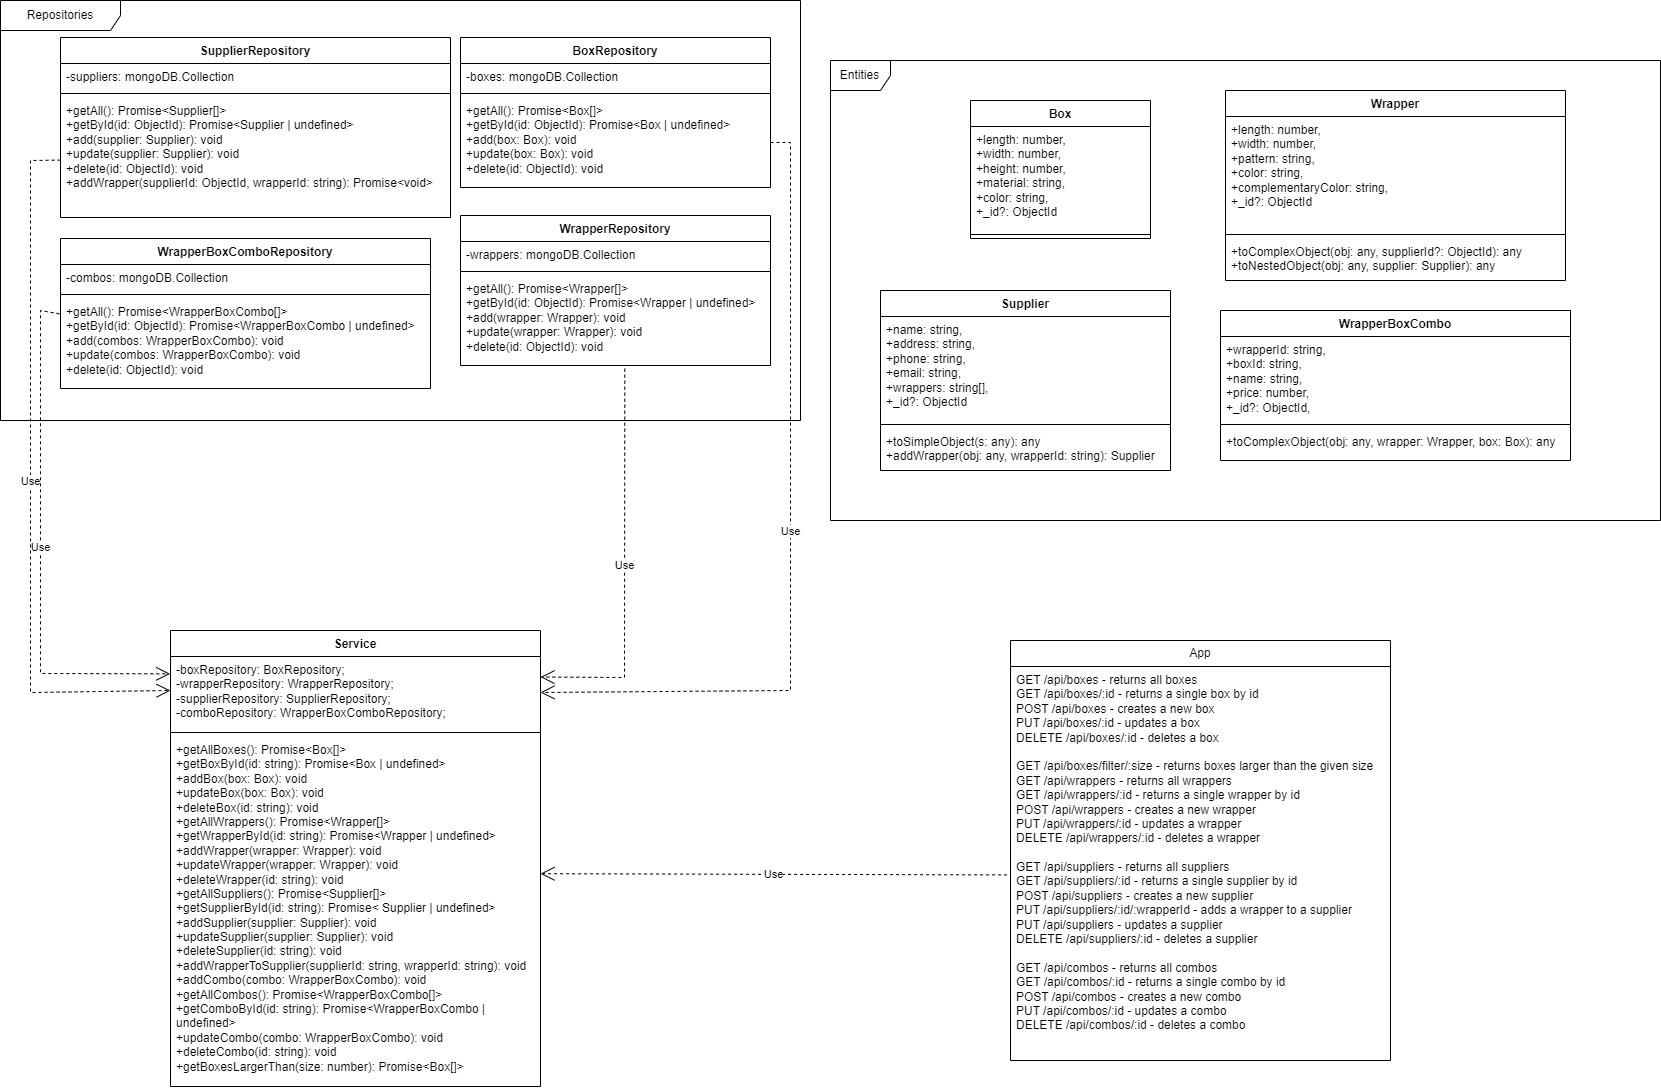 Repositories
SupplierRepository
-suppliers: mongoDB.Collection
+getAll(): Promise<Supplier[]>
+getById(id: ObjectId): Promise<Supplier | undefined>
+add(supplier: Supplier): void
+update(supplier: Supplier): void
+delete(id: ObjectId): void
+addWrapper(supplierId: ObjectId, wrapperId: string): Promise<void>
BoxRepository
-boxes: mongoDB.Collection
+getAll(): Promise<Box[]>
+getById(id: ObjectId): Promise<Box | undefined>
+add(box: Box): void
+update(box: Box): void
+delete(id: ObjectId): void
WrapperBoxComboRepository
-combos: mongoDB.Collection
+getAll(): Promise<WrapperBoxCombo[]>
+getById(id: ObjectId): Promise<WrapperBoxCombo | undefined>
+add(combos: WrapperBoxCombo): void
+update(combos: WrapperBoxCombo): void
+delete(id: ObjectId): void
WrapperRepository
-wrappers: mongoDB.Collection
+getAll(): Promise<Wrapper[]>
+getById(id: ObjectId): Promise<Wrapper | undefined>
+add(wrapper: Wrapper): void
+update(wrapper: Wrapper): void
+delete(id: ObjectId): void
Entities
Box
+length: number,
+width: number,
+height: number,
+material: string,
+color: string,
+_id?: ObjectId
Wrapper
+length: number,
+width: number,
+pattern: string,
+color: string,
+complementaryColor: string,
+_id?: ObjectId
+toComplexObject(obj: any, supplierId?: ObjectId): any
+toNestedObject(obj: any, supplier: Supplier): any
Supplier
+name: string,
+address: string,
+phone: string,
+email: string,
+wrappers: string[],
+_id?: ObjectId
+toSimpleObject(s: any): any
+addWrapper(obj: any, wrapperId: string): Supplier
WrapperBoxCombo
+wrapperId: string,
+boxId: string,
+name: string,
+price: number,
+_id?: ObjectId,
+toComplexObject(obj: any, wrapper: Wrapper, box: Box): any
Use
Use
Use
Use
Service
-boxRepository: BoxRepository;
-wrapperRepository: WrapperRepository;
-supplierRepository: SupplierRepository;
-comboRepository: WrapperBoxComboRepository;
+getAllBoxes(): Promise<Box[]>
+getBoxById(id: string): Promise<Box | undefined>
+addBox(box: Box): void
+updateBox(box: Box): void
+deleteBox(id: string): void
+getAllWrappers(): Promise<Wrapper[]>
+getWrapperById(id: string): Promise<Wrapper | undefined>
+addWrapper(wrapper: Wrapper): void
+updateWrapper(wrapper: Wrapper): void
+deleteWrapper(id: string): void
+getAllSuppliers(): Promise<Supplier[]>
+getSupplierById(id: string): Promise< Supplier | undefined>
+addSupplier(supplier: Supplier): void
+updateSupplier(supplier: Supplier): void
+deleteSupplier(id: string): void
+addWrapperToSupplier(supplierId: string, wrapperId: string): void
+addCombo(combo: WrapperBoxCombo): void
+getAllCombos(): Promise<WrapperBoxCombo[]>
+getComboById(id: string): Promise<WrapperBoxCombo |
undefined>
+updateCombo(combo: WrapperBoxCombo): void
+deleteCombo(id: string): void
+getBoxesLargerThan(size: number): Promise<Box[]>
Use
App
GET /api/boxes - returns all boxes
GET /api/boxes/:id - returns a single box by id
POST /api/boxes - creates a new box
PUT /api/boxes/:id - updates a box
DELETE /api/boxes/:id - deletes a box
GET /api/boxes/filter/:size - returns boxes larger than the given size
GET /api/wrappers - returns all wrappers
GET /api/wrappers/:id - returns a single wrapper by id
POST /api/wrappers - creates a new wrapper
PUT /api/wrappers/:id - updates a wrapper
DELETE /api/wrappers/:id - deletes a wrapper
GET /api/suppliers - returns all suppliers
GET /api/suppliers/:id - returns a single supplier by id
POST /api/suppliers - creates a new supplier
PUT /api/suppliers/:id/:wrapperId - adds a wrapper to a supplier
PUT /api/suppliers - updates a supplier
DELETE /api/suppliers/:id - deletes a supplier
GET /api/combos - returns all combos
GET /api/combos/:id - returns a single combo by id
POST /api/combos - creates a new combo
PUT /api/combos/:id - updates a combo
DELETE /api/combos/:id - deletes a combo